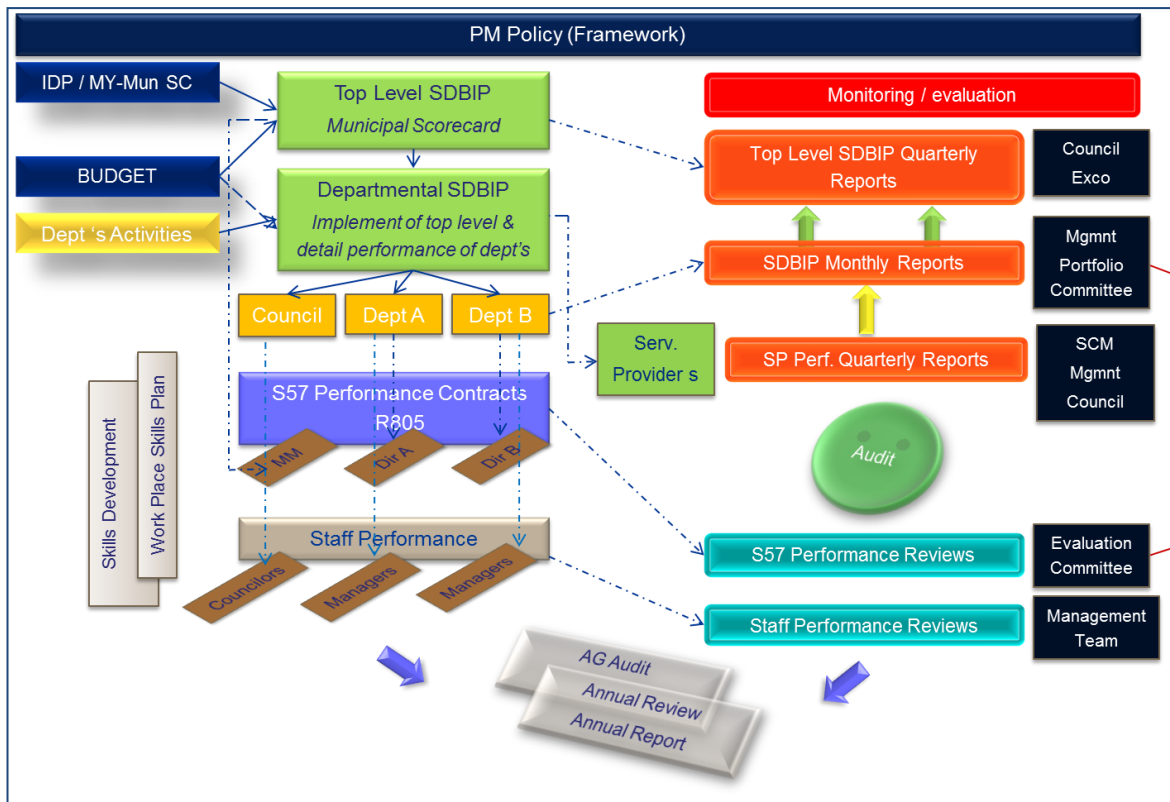 PM Policy (Framework)
IDP / MY-Mun SC
BUDGET
Dept ‘s Activities
Top Level SDBIP
Municipal Scorecard
Departmental SDBIP
Implement of top level &
detail performance of dept’s
Council
Dept A
Dept B
Serv.
Provider s
S57 Performance Contracts
R805
MM
Dir A
Dir B
Staff Performance
Councilors
Managers
Managers
Skills Development
Work Place Skills Plan
Monitoring / evaluation
Top Level SDBIP Quarterly
Reports
Council
Exco
SDBIP Monthly Reports
Mgmnt
Portfolio
Committee
SP Perf. Quarterly Reports
SCM
Mgmnt
Council
Audit
S57 Performance Reviews
Evaluation
Committee
Staff Performance Reviews
Management
Team
AG Audit
Annual Review
Annual Report